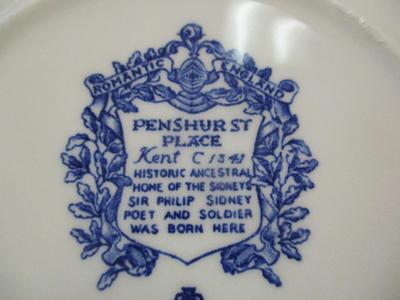 ROMANTIC ENGLAND
PENSHURST
PLACE
Kent C 1341
HISTORIC ANCESTRAL
HOME OF THE SIDNEYS
SIR PHILIP SIDNEY
POET AND SOLDIER
WAS BORN HERE